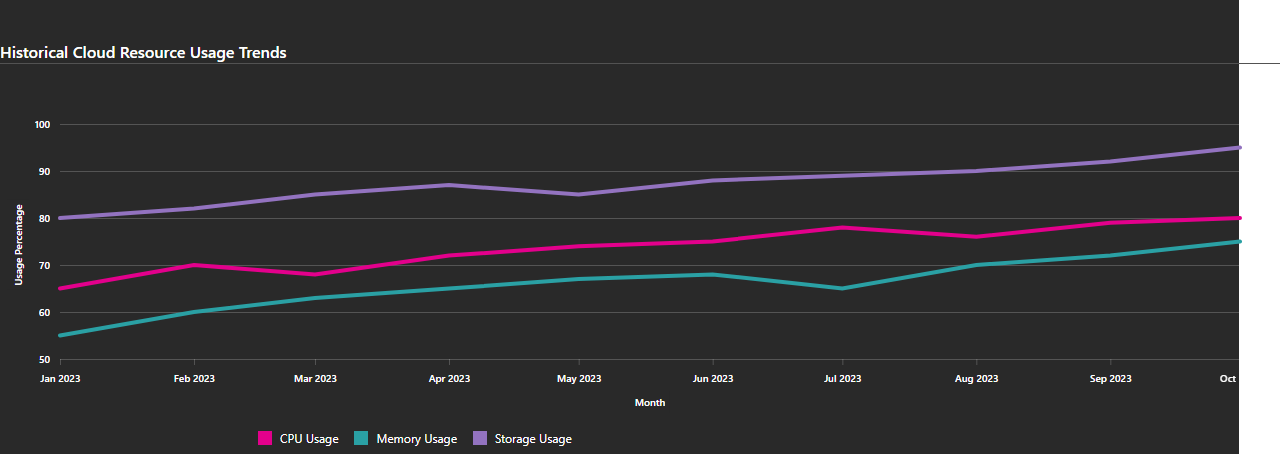 Historical Cloud Resource Usage Trends
100
90
80
70
60
50
Usage Percentage
Jan 2023 Feb 2023 Mar 2023 Apr 2023 May 2023 Jun 2023 Jul 2023 Aug 2023 Sep 2023 Oct
Month
CPU Usage Memory Usage Storage Usage